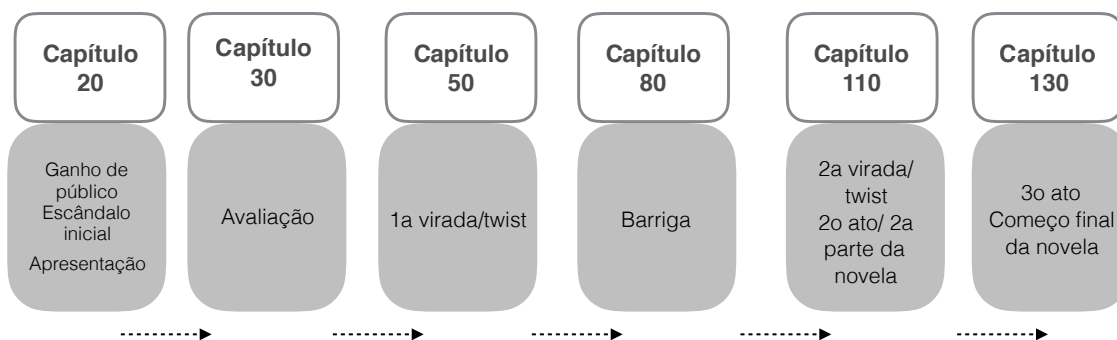 Capítulo
20
Capítulo
30
Capítulo
50
Capítulo
80
Capítulo
110
Capítulo
130
Ganho de
público
Escândalo
inicial
Apresentação
Avaliação
1a virada/twist
Barriga
2a virada/
twist
2o ato/ 2a
parte da
novela
3o ato
Começo final
da novela